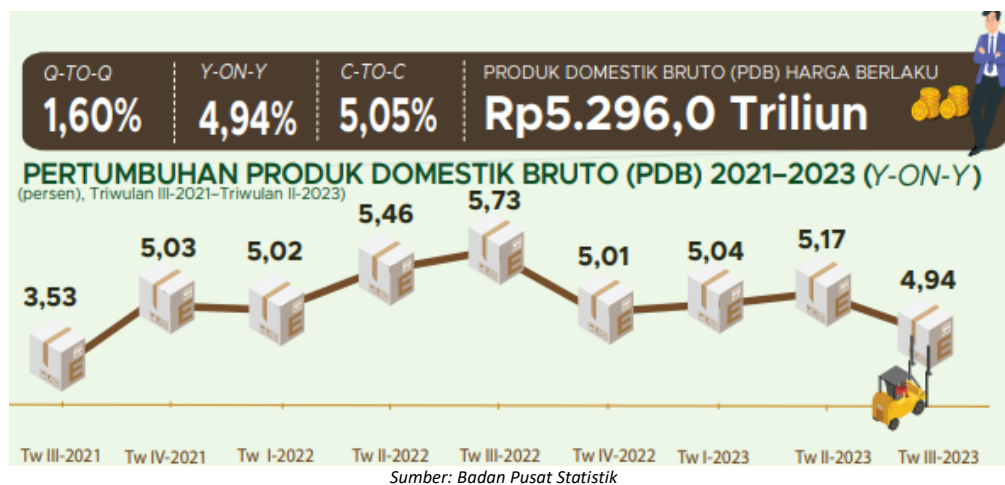 Q-TO-Q Y-ON-Y C-TO-C PRODUK DOMESTIK BRUTO (PDB) HARGA BERLAKU
1,60% 4,94% 5,05% Rp5.296,0 Triliun
PERTUMBUHAN PRODUK DOMESTIK BRUTO (PDB) 2021–2023 (Y-ON-Y)
(persen), Triwulan III-2021–Triwulan II-2023)
3,53 5,03 5,02 5,46 5,73 5,01 5,04 5,17 4,94
E E E E E E E E E
Tw III-2021 Tw IV-2021 Tw I-2022 Tw II-2022 Tw III-2022 Tw IV-2022 Tw I-2023 Tw II-2023 Tw III-2023
Sumber: Badan Pusat Statistik